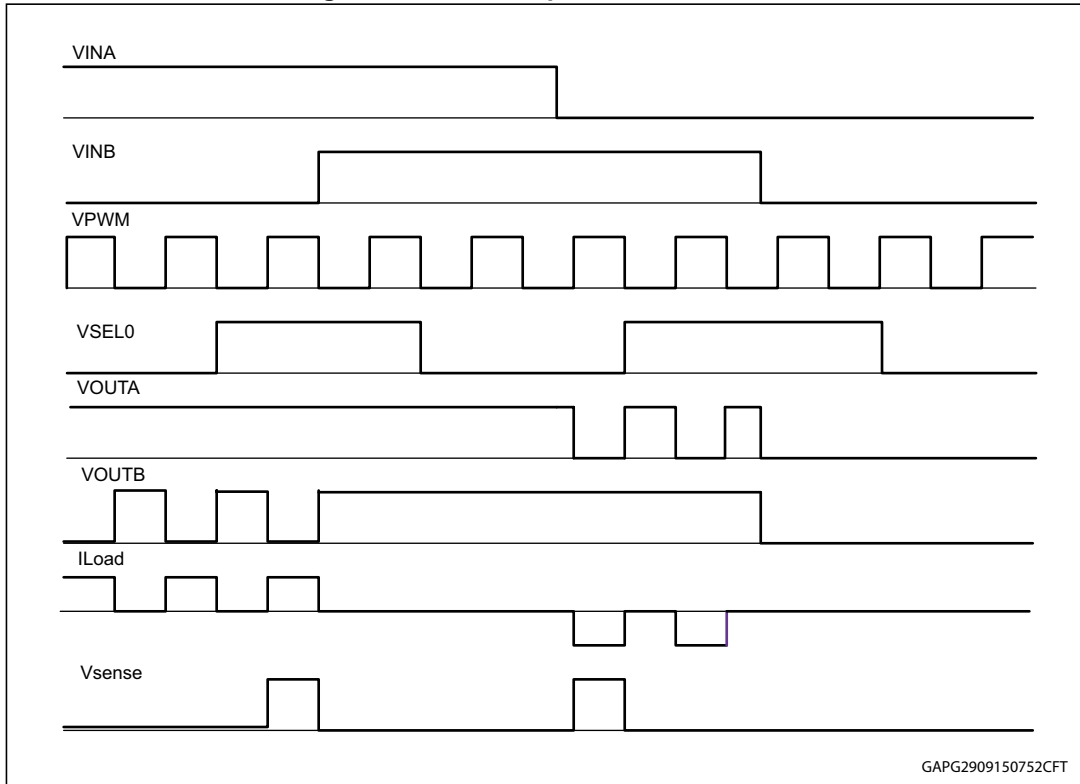 VINA
VINB
VPWM
VSEL0
VOUTA
VOUTB
ILoad
Vsense
GAPG2909150752CFT